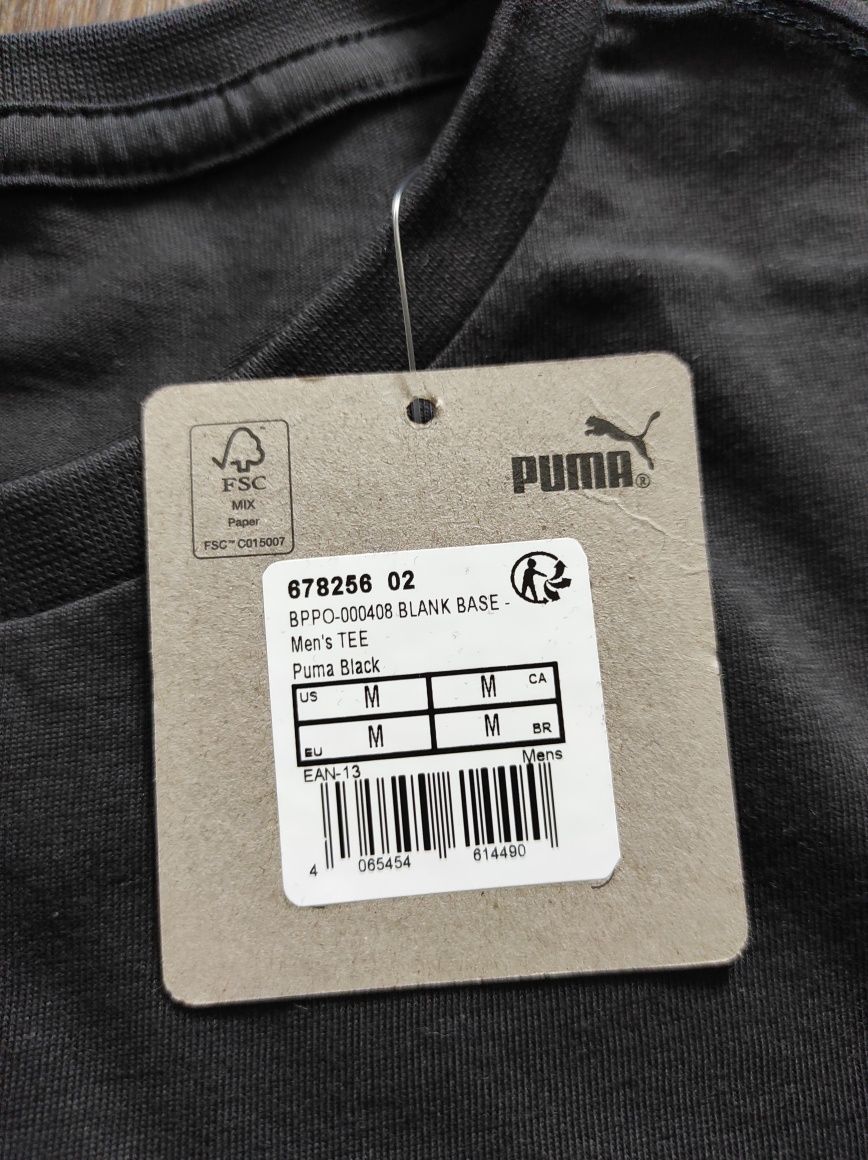 FSC
MIX
Paper
FSC™ C015007
PUMA®
678256 02
BPPO-000408 BLANK BASE -
Men's TEE
Puma Black
US M M CA
EU M M BR
EAN-13 Mens
4 065454 614490